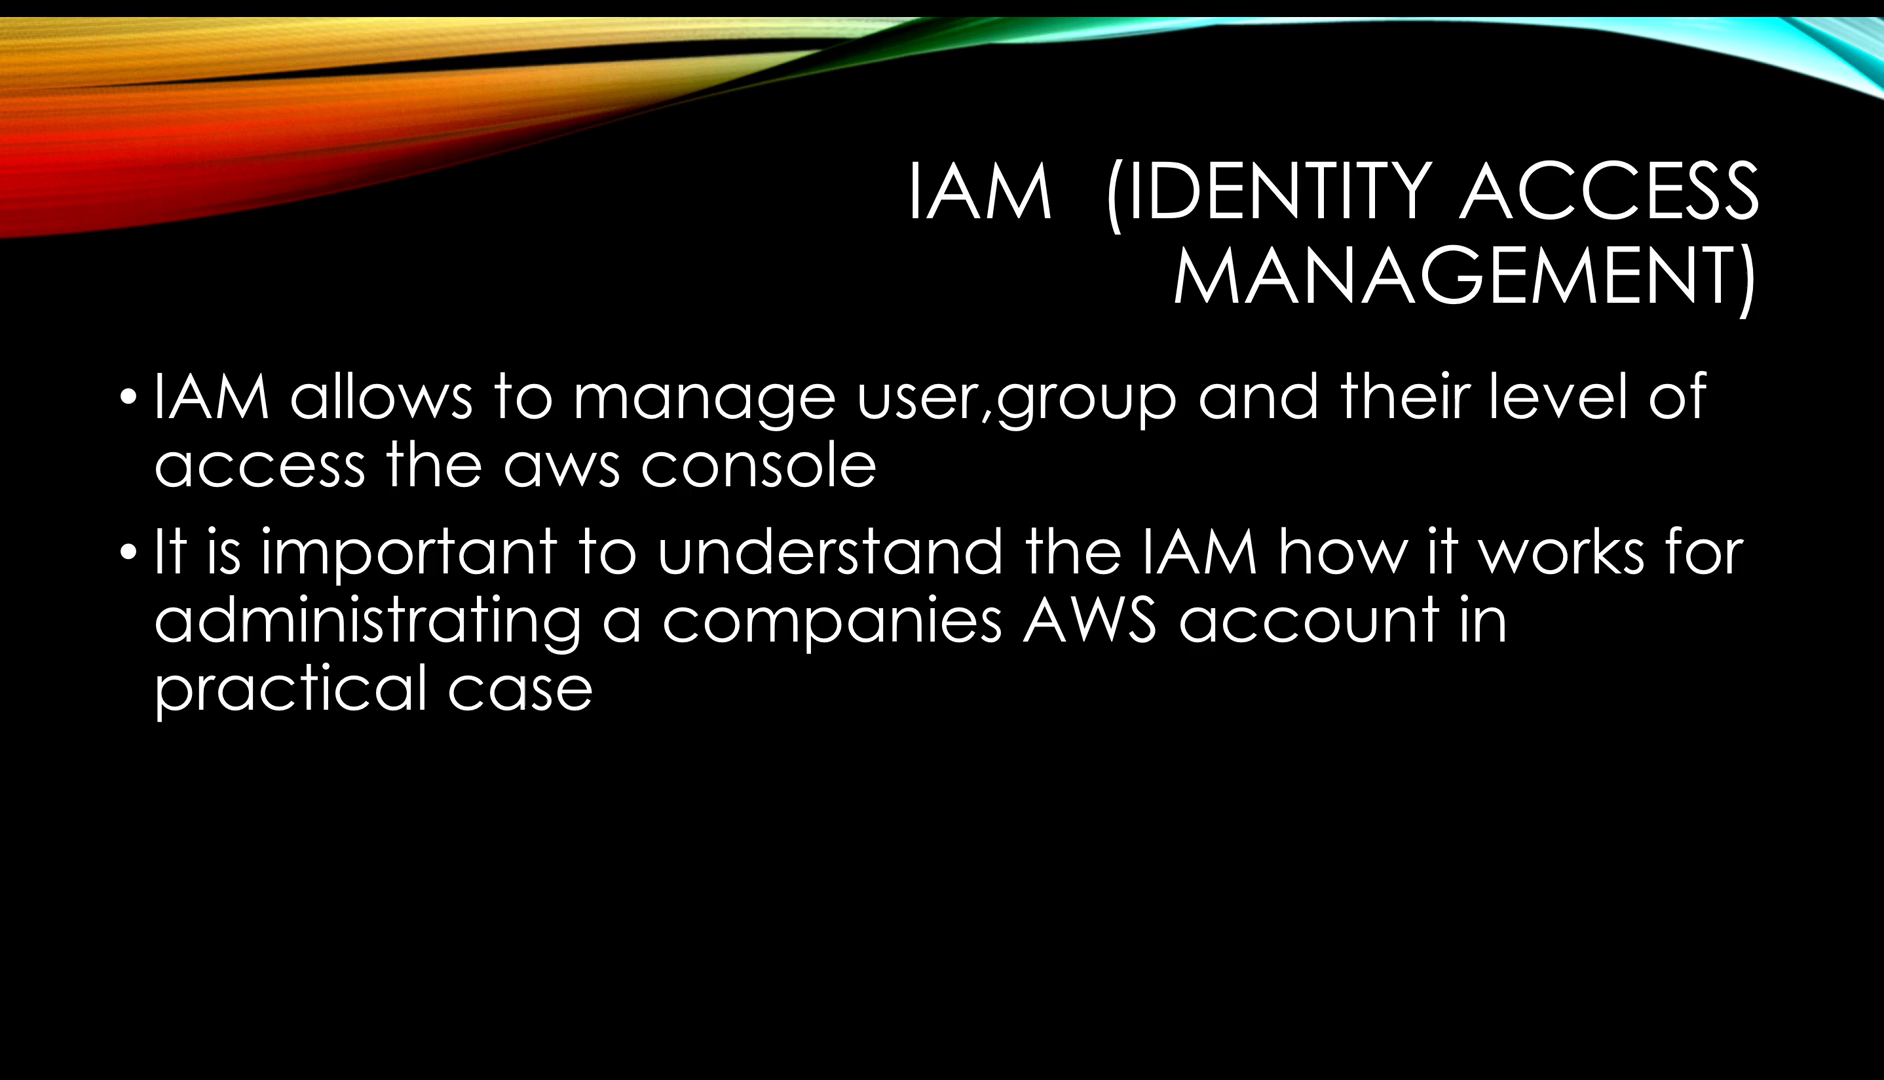 IAM  (IDENTITY ACCESS
MANAGEMENT)
• IAM allows to manage user,group and their level of
access the aws console
• It is important to understand the IAM how it works for
administrating a companies AWS account in
practical case